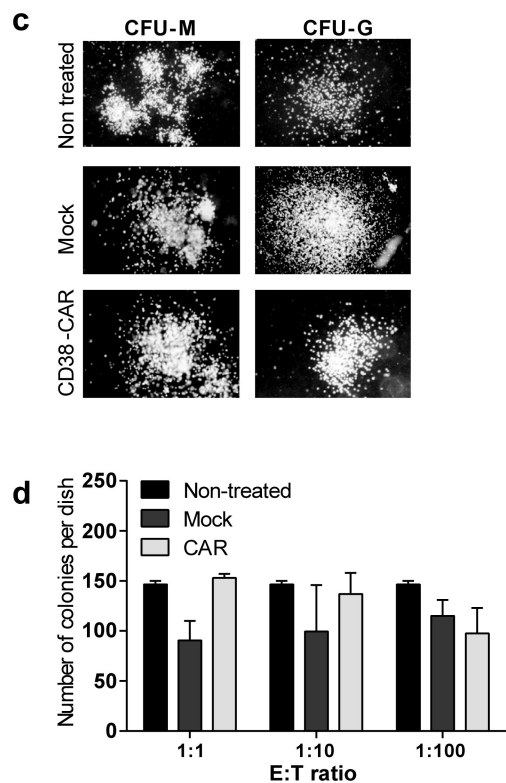 c
CFU-M CFU-G
Non treated
Mock
CD38-CAR
d
Number of colonies per dish
250
200
150
100
50
0
Non-treated
Mock
CAR
1:1 1:10 1:100
E:T ratio